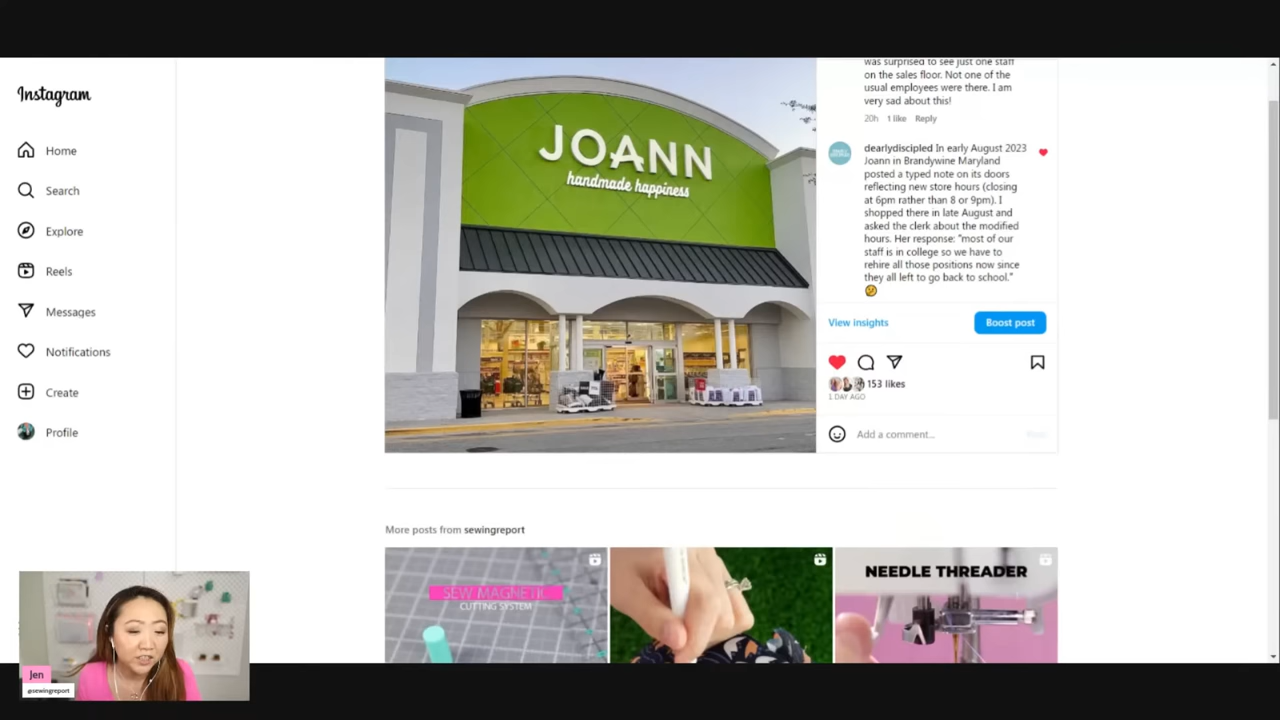 Instagram
Home
Search
Explore
Reels
Messages
Notifications
Create
Profile
JOANN
handmade happiness
was surprised to see just one staff
on the sales floor. Not one of the
usual employees were there. I am
very sad about this!
20h 1 like Reply
dearlydiscipled In early August 2023
Joann in Brandywine Maryland
posted a typed note on its doors
reflecting new store hours (closing
at 6pm rather than 8 or 9pm). I
shopped there in late August and
asked the clerk about the modified
hours. Her response: "most of our
staff is in college so we have to
rehire all those positions now since
they all left to go back to school."
View insights
Boost post
153 likes
1 DAY AGO
Add a comment...
More posts from sewingreport
SEW MAGNETIC
CUTTING SYSTEM
NEEDLE THREADER
Jen
@sewingreport